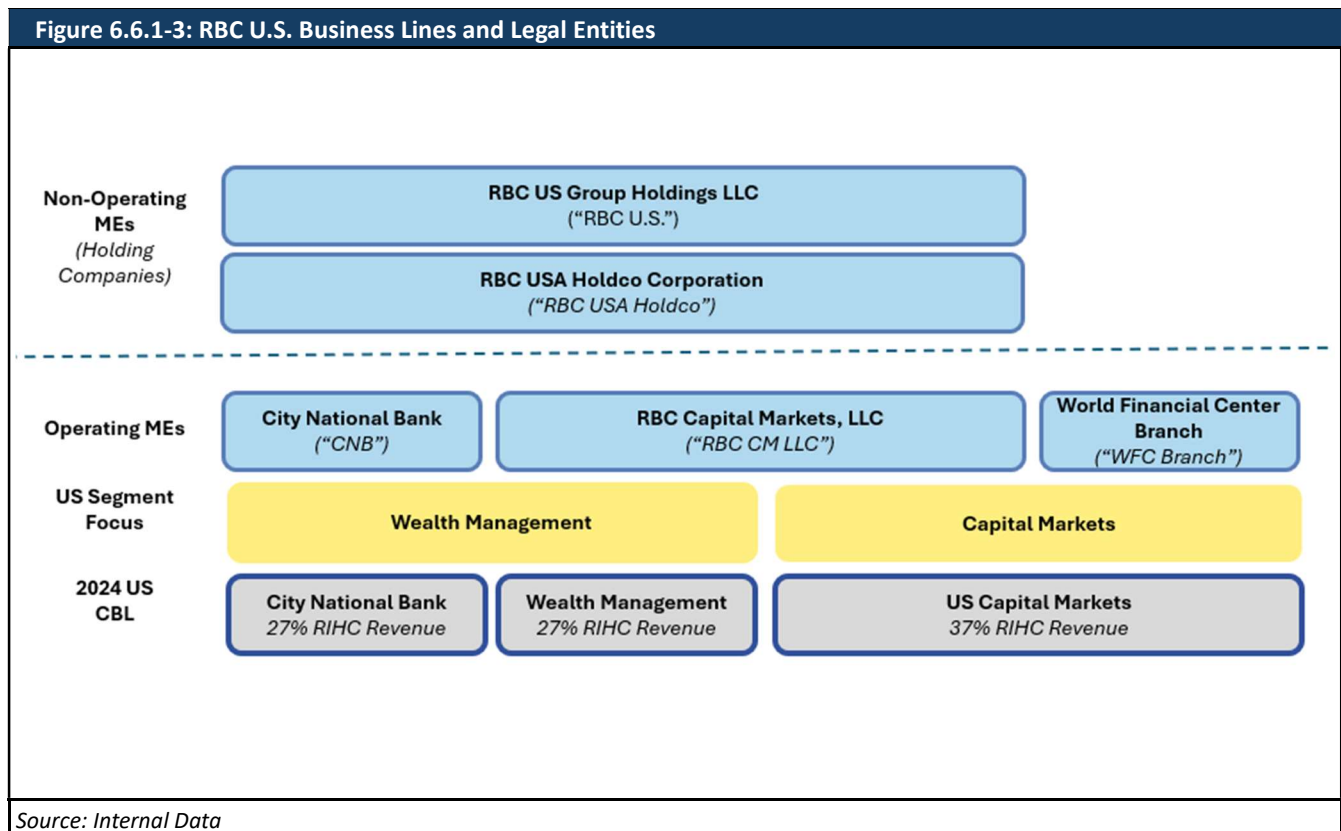 Figure 6.6.1-3: RBC U.S. Business Lines and Legal Entities
Non-Operating
MEs
(Holding
Companies)
RBC US Group Holdings LLC
(“RBC U.S.”)
RBC USA Holdco Corporation
(“RBC USA Holdco”)
Operating MEs
City National Bank
(“CNB”)
RBC Capital Markets, LLC
(“RBC CM LLC”)
World Financial Center
Branch
(“WFC Branch”)
US Segment
Focus
Wealth Management
Capital Markets
2024 US
CBL
City National Bank
27% RIHC Revenue
Wealth Management
27% RIHC Revenue
US Capital Markets
37% RIHC Revenue
Source: Internal Data